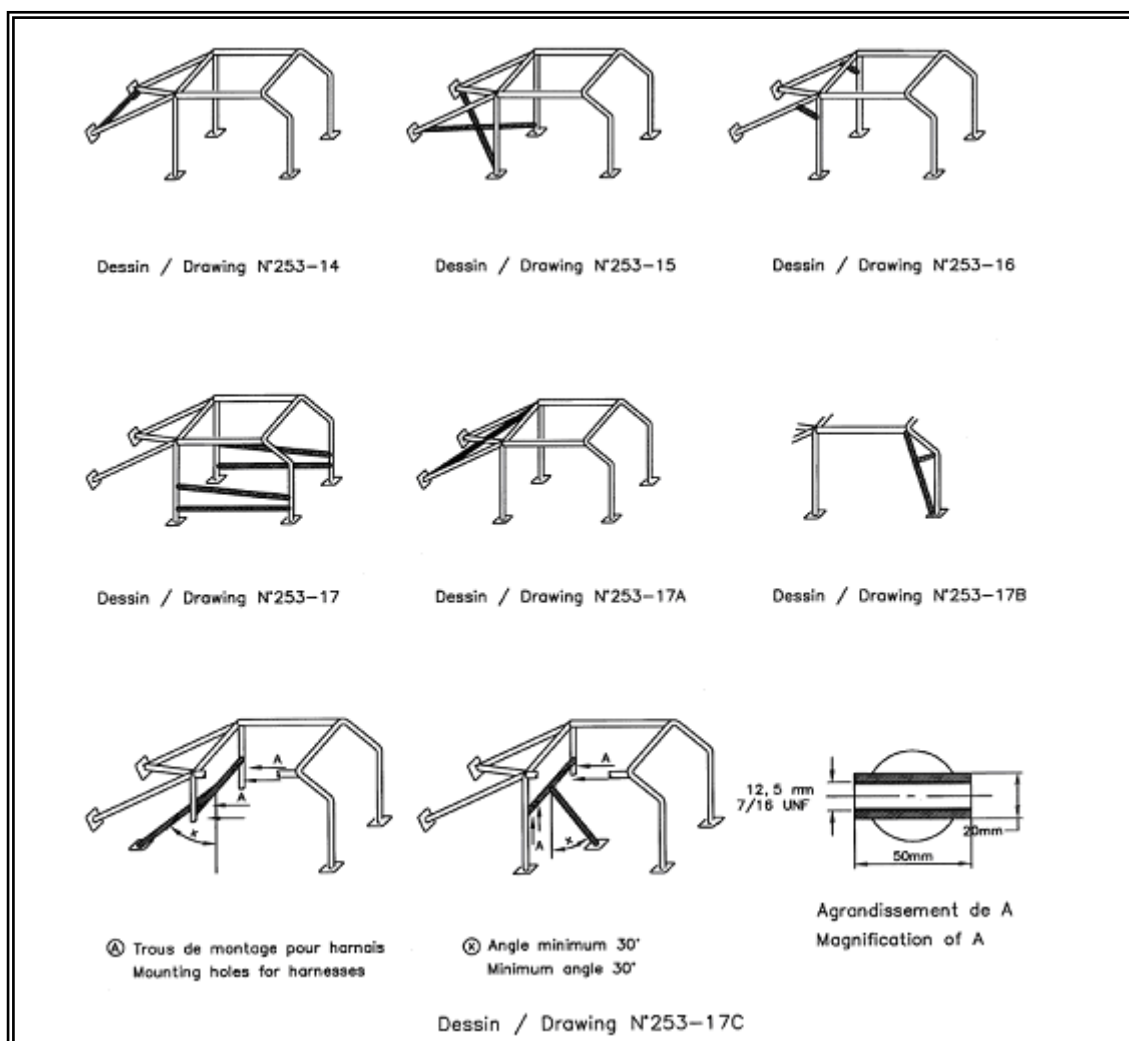 Dessin / Drawing N°253-14
Dessin / Drawing N°253-15
Dessin / Drawing N°253-16
Dessin / Drawing N°253-17
Dessin / Drawing N°253-17A
Dessin / Drawing N°253-17B
A
A
x
A
A
x
12,5 mm
7/16 UNF
20mm
50mm
Agrandissement de A
Magnification of A
Ⓐ Trous de montage pour harnais
Mounting holes for harnesses
ⓧ Angle minimum 30°
Minimum angle 30°
Dessin / Drawing N°253-17C